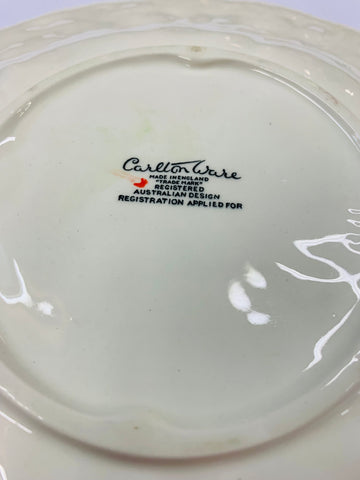 Carlton Ware
MADE IN ENGLAND
"TRADE MARK"
REGISTERED
AUSTRALIAN DESIGN
REGISTRATION APPLIED FOR